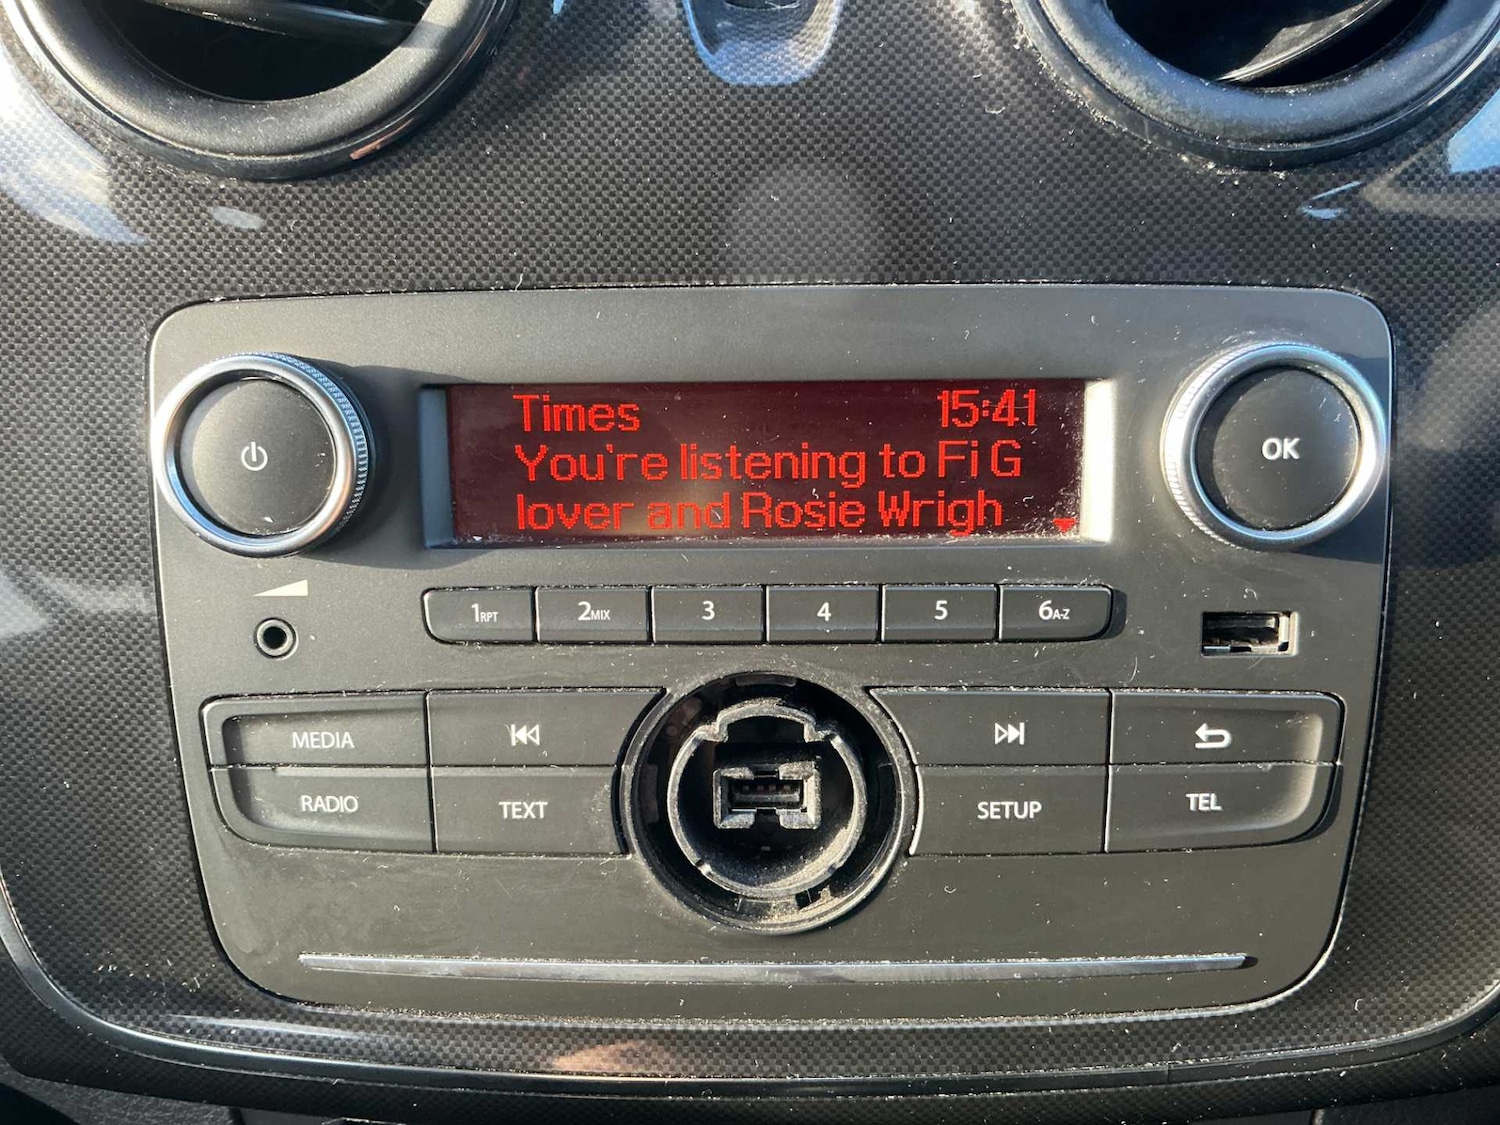 Times 15:41
You're listening to Fi G
lover and Rosie Wrigh
OK
1RPT 2MIX 3 4 5 6A-Z
MEDIA
RADIO TEXT SETUP TEL